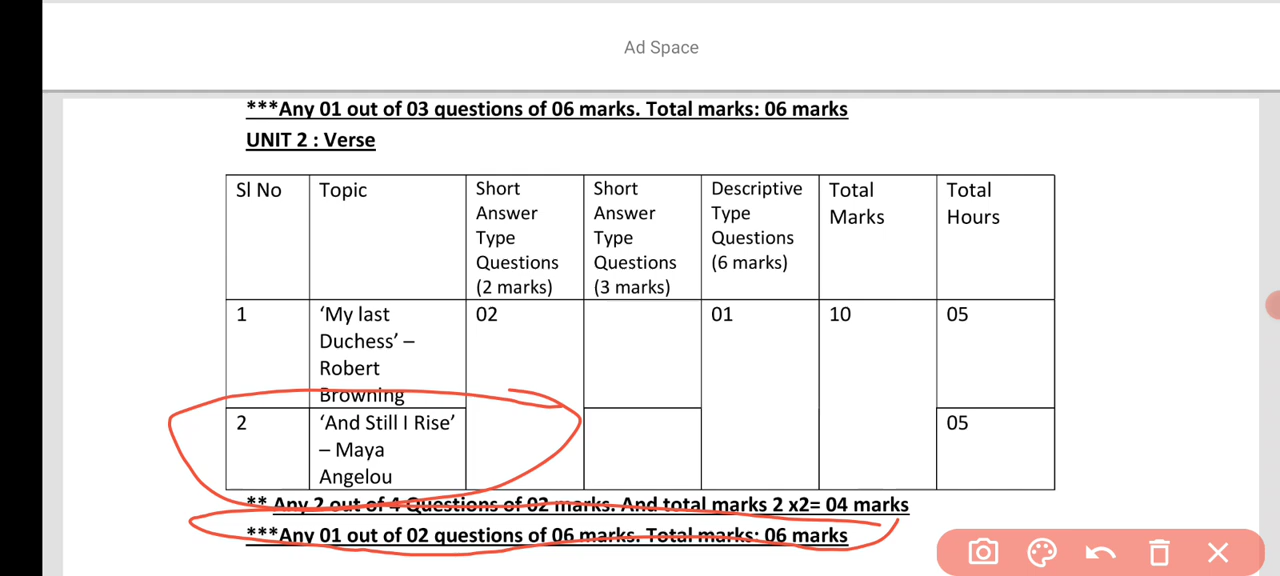 Ad Space
***Any 01 out of 03 questions of 06 marks. Total marks: 06 marks
UNIT 2 : Verse
Sl No
Topic
Short
Answer
Type
Questions
(2 marks)
Short
Answer
Type
Questions
(3 marks)
Descriptive
Type
Questions
(6 marks)
Total
Marks
Total
Hours
1
‘My last
Duchess’ –
Robert
Browning
02
01
10
05
2
‘And Still I Rise’
– Maya
Angelou
05
** Any 2 out of 4 Questions of 02 marks. And total marks 2 x2= 04 marks
***Any 01 out of 02 questions of 06 marks. Total marks: 06 marks